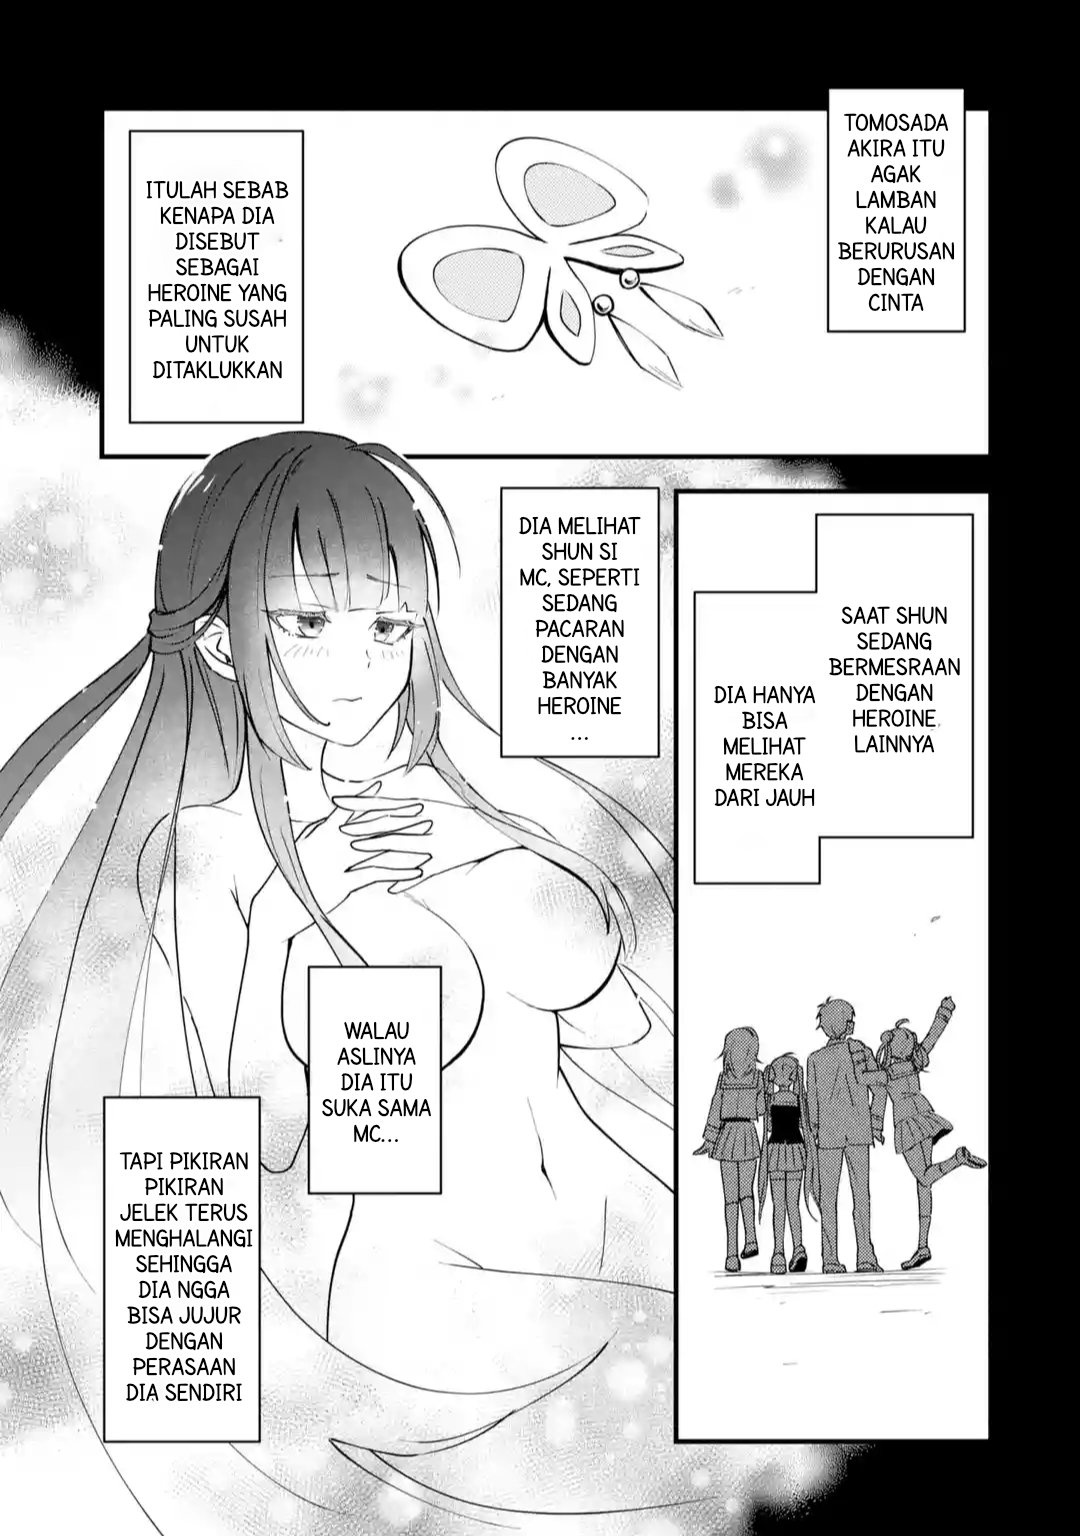 TOMOSADA
AKIRA ITU
AGAK
LAMBAN
KALAU
BERURUSAN
DENGAN
CINTA
ITULAH SEBAB
KENAPA DIA
DISEBUT
SEBAGAI
HEROINE YANG
PALING SUSAH
UNTUK
DITAKLUKKAN
SAAT SHUN
SEDANG
BERMESRAAN
DENGAN
HEROINE
LAINNYA
DIA HANYA
BISA
MELIHAT
MEREKA
DARI JAUH
DIA MELIHAT
SHUN SI
MC, SEPERTI
SEDANG
PACARAN
DENGAN
BANYAK
HEROINE
...
WALAU
ASLINYA
DIA ITU
SUKA SAMA
MC...
TAPI PIKIRAN
PIKIRAN
JELEK TERUS
MENGHALANGI
SEHINGGA
DIA NGGA
BISA JUJUR
DENGAN
PERASAAN
DIA SENDIRI